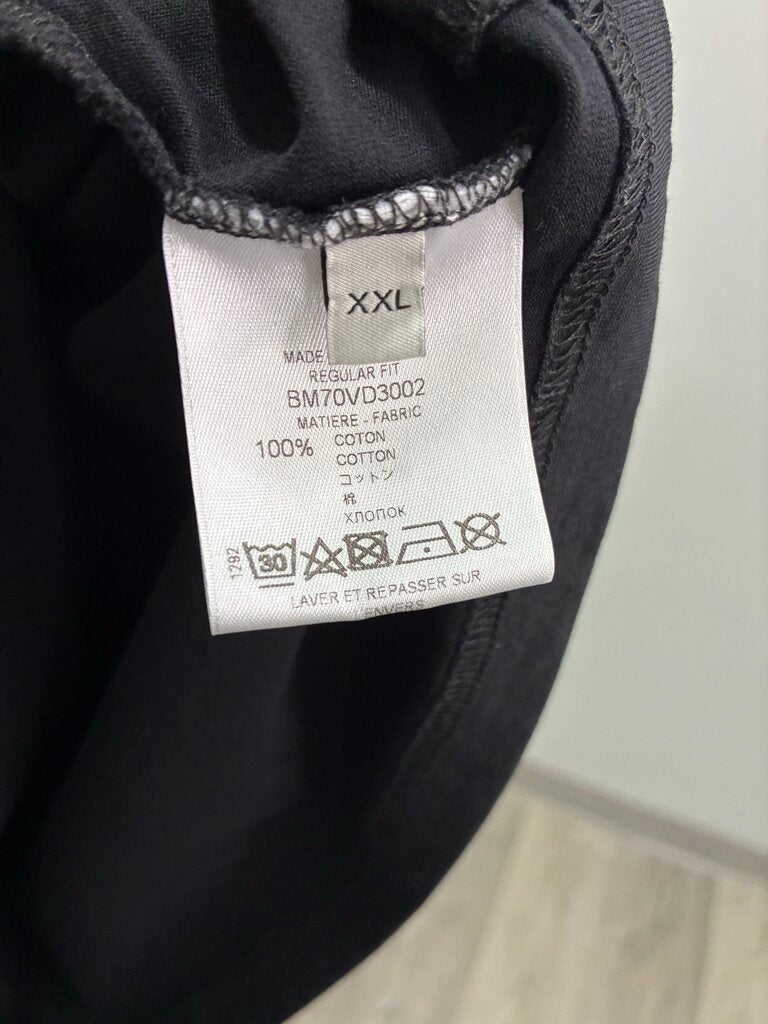 XXL
MADE
REGULAR FIT
BM70VD3002
MATIERE - FABRIC
100% COTON
COTTON
コットン
棉
ХЛОПОК
1292
30
LAVER ET REPASSER SUR
L'ENVERS